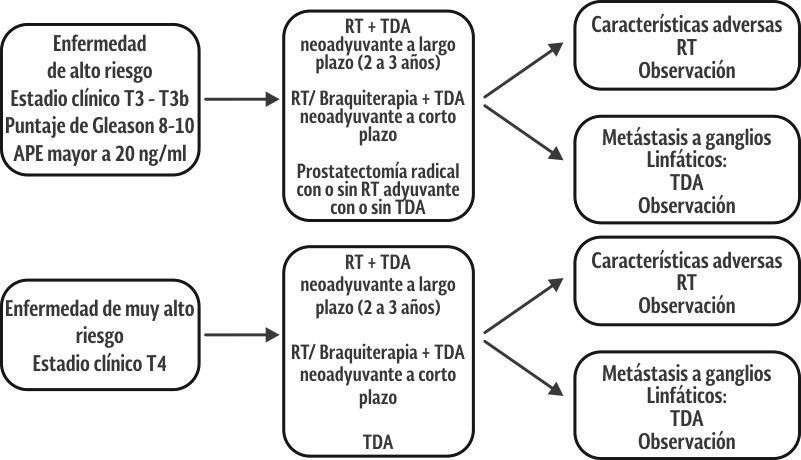 Enfermedad
de alto riesgo
Estadio clínico T3 - T3b
Puntaje de Gleason 8-10
APE mayor a 20 ng/ml
RT + TDA
neoadyuvante a largo
plazo (2 a 3 años)
RT/ Braquiterapia + TDA
neoadyuvante a corto
plazo
Prostatectomía radical
con o sin RT adyuvante
con o sin TDA
Características adversas
RT
Observación
Metástasis a ganglios
Linfáticos:
TDA
Observación
Enfermedad de muy alto
riesgo
Estadio clínico T4
RT + TDA
neoadyuvante a largo
plazo (2 a 3 años)
RT/ Braquiterapia + TDA
neoadyuvante a corto
plazo
TDA
Características adversas
RT
Observación
Metástasis a ganglios
Linfáticos:
TDA
Observación